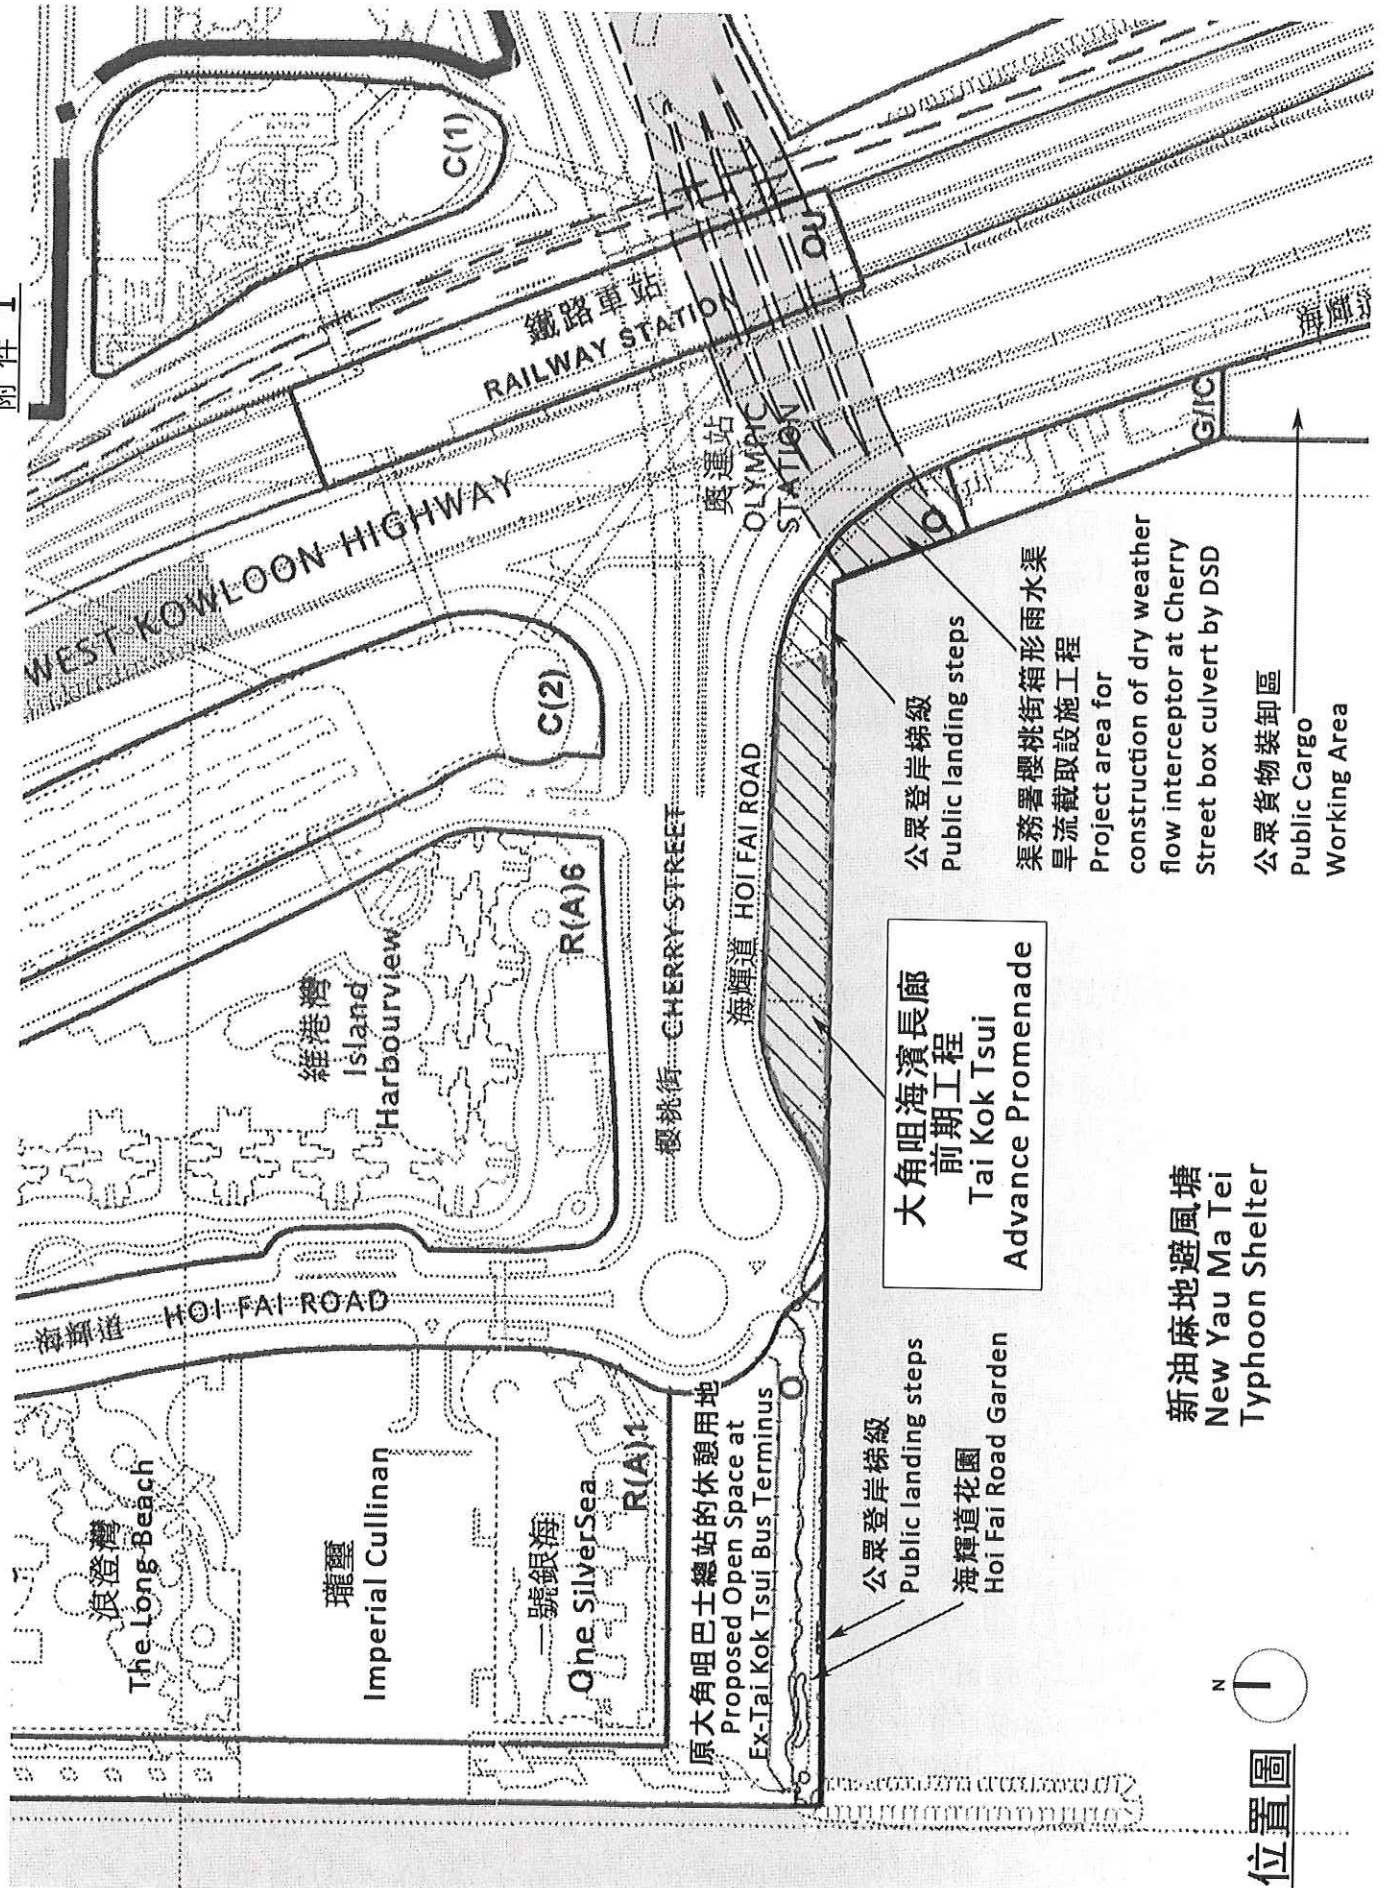 附件 1
C(1)
鐵路車站
RAILWAY STATION
OU
WEST KOWLOON HIGHWAY
奧運站
OLYMPIC
STATION
C(2)
G/IC
O
維港灣
Island
Harbourview
R(A)6
櫻桃街 CHERRY STREET
海輝道 HOI FAI ROAD
海輝道 HOI FAI ROAD
公眾登岸梯級
Public landing steps
渠務署櫻桃街箱形雨水渠
旱流截取設施工程
Project area for
construction of dry weather
flow interceptor at Cherry
Street box culvert by DSD
公眾貨物裝卸區
Public Cargo
Working Area
大角咀海濱長廊
前期工程
Tai Kok Tsui
Advance Promenade
浪澄灣
The Long Beach
瓏璽
Imperial Cullinan
一號銀海
One SilverSea
R(A)1
原大角咀巴士總站的休憩用地
Proposed Open Space at
Ex-Tai Kok Tsui Bus Terminus
O
公眾登岸梯級
Public landing steps
海輝道花園
Hoi Fai Road Garden
新油麻地避風塘
New Yau Ma Tei
Typhoon Shelter
N
位置圖